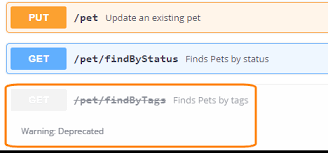 PUT /pet Update an existing pet
GET /pet/findByStatus Finds Pets by status
GET /pet/findByTags Finds Pets by tags
Warning: Deprecated